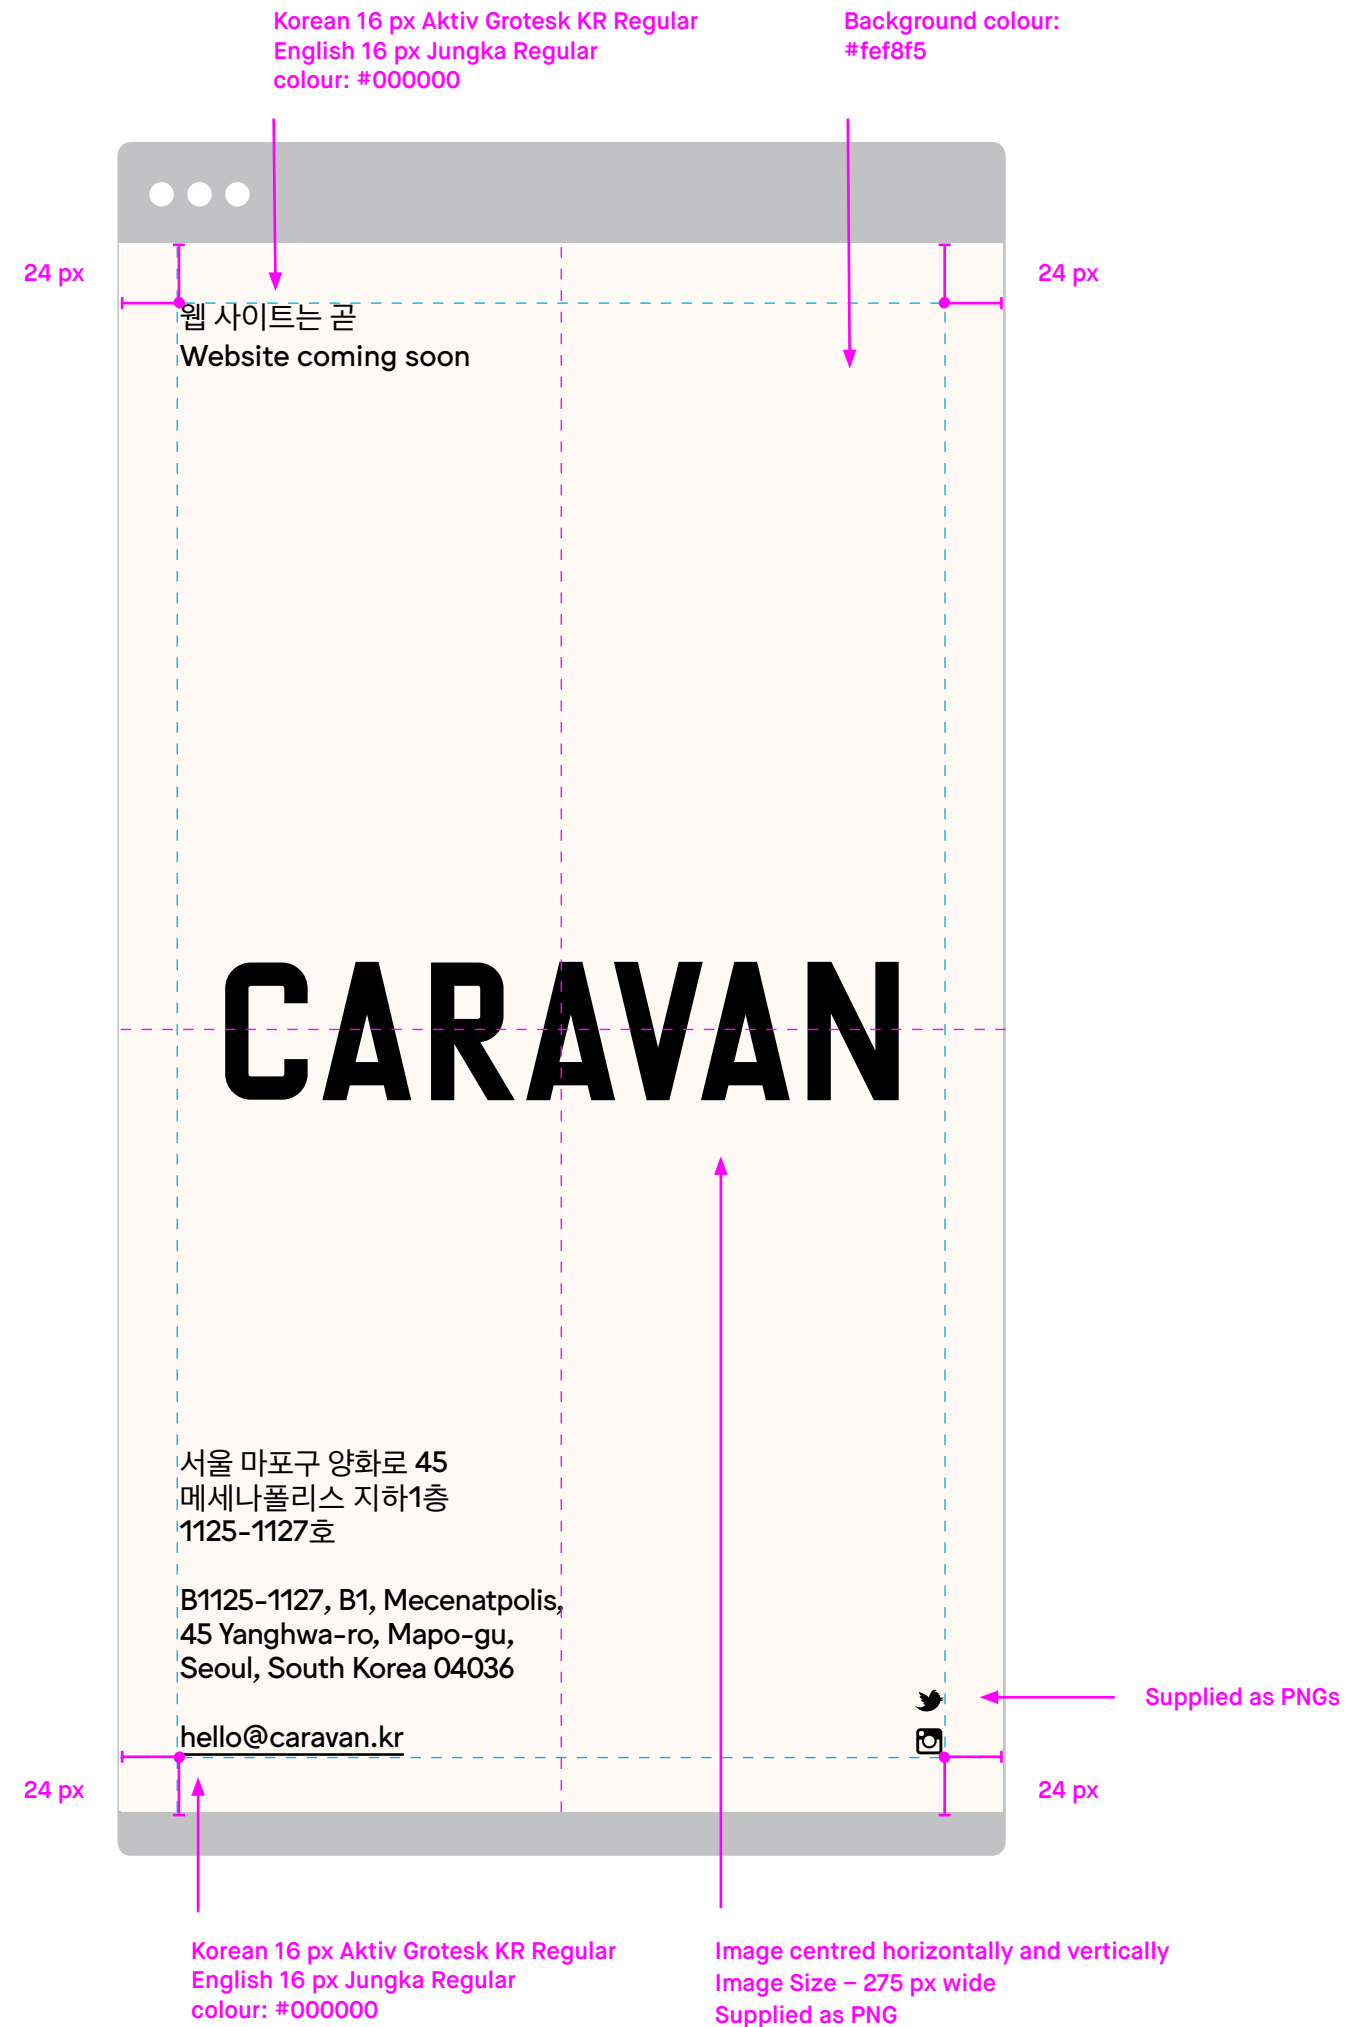 Korean 16 px Aktiv Grotesk KR Regular
English 16 px Jungka Regular
colour: #000000
Background colour:
#fef8f5
24 px
24 px
웹 사이트는 곧
Website coming soon
CARAVAN
서울 마포구 양화로 45
메세나폴리스 지하1층
1125-1127호
B1125-1127, B1, Mecenatpolis,
45 Yanghwa-ro, Mapo-gu,
Seoul, South Korea 04036
Supplied as PNGs
hello@caravan.kr
24 px
24 px
Korean 16 px Aktiv Grotesk KR Regular
English 16 px Jungka Regular
colour: #000000
Image centred horizontally and vertically
Image Size – 275 px wide
Supplied as PNG